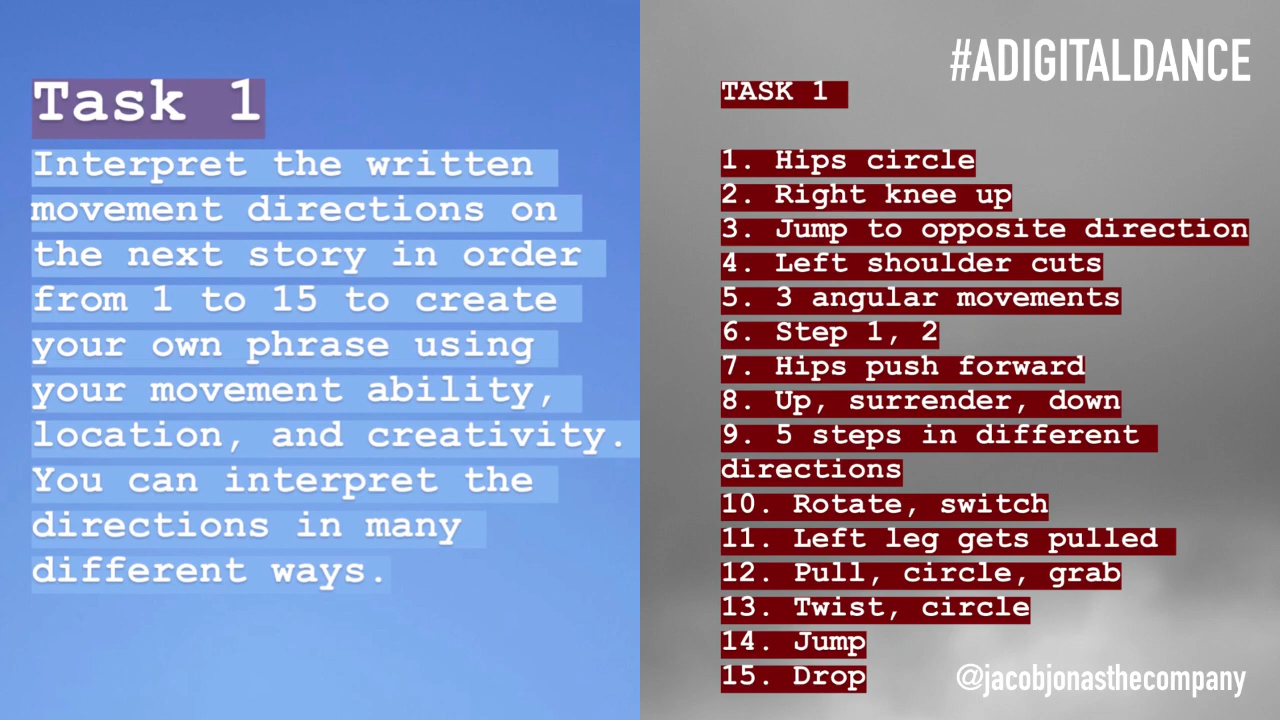 Task 1
Interpret the written
movement directions on
the next story in order
from 1 to 15 to create
your own phrase using
your movement ability,
location, and creativity.
You can interpret the
directions in many
different ways.
#ADIGITALDANCE
TASK 1
1. Hips circle
2. Right knee up
3. Jump to opposite direction
4. Left shoulder cuts
5. 3 angular movements
6. Step 1, 2
7. Hips push forward
8. Up, surrender, down
9. 5 steps in different
directions
10. Rotate, switch
11. Left leg gets pulled
12. Pull, circle, grab
13. Twist, circle
14. Jump
15. Drop
@jacobjonasthecompany